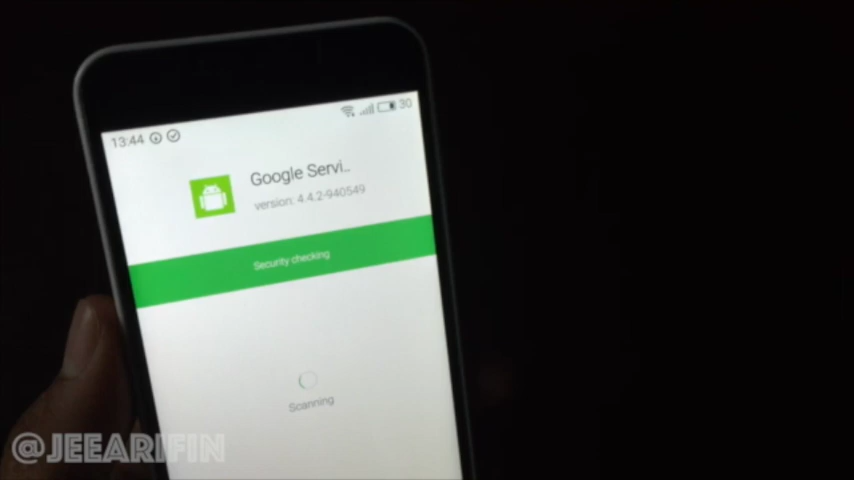 13:44
30
Google Servi..
version: 4.4.2-940549
Security checking
Scanning
@JEEARIFIN